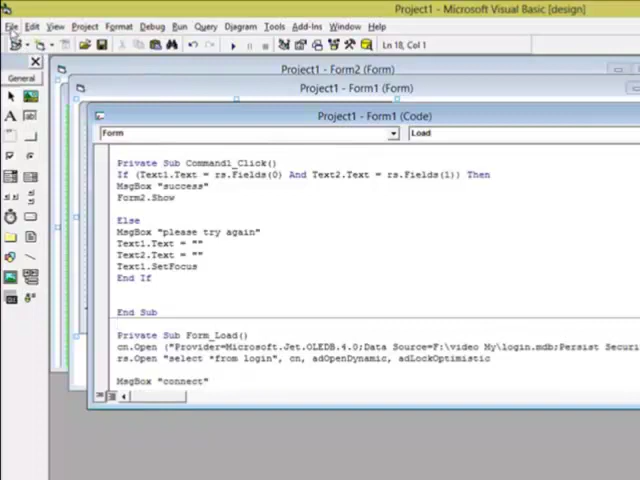 Project1 - Microsoft Visual Basic [design]
File Edit View Project Format Debug Run Query Diagram Tools Add-Ins Window Help
Ln 18, Col 1
General
Project1 - Form2 (Form)
Project1 - Form1 (Form)
Project1 - Form1 (Code)
Form Load
Private Sub Command1_Click()
If (Text1.Text = rs.Fields(0) And Text2.Text = rs.Fields(1)) Then
MsgBox "success"
Form2.Show
Else
MsgBox "please try again"
Text1.Text = ""
Text2.Text = ""
Text1.SetFocus
End If
End Sub
Private Sub Form_Load()
cn.Open ("Provider=Microsoft.Jet.OLEDB.4.0;Data Source=F:\video My\login.mdb;Persist Securi
rs.Open "select *from login", cn, adOpenDynamic, adLockOptimistic
MsgBox "connect"